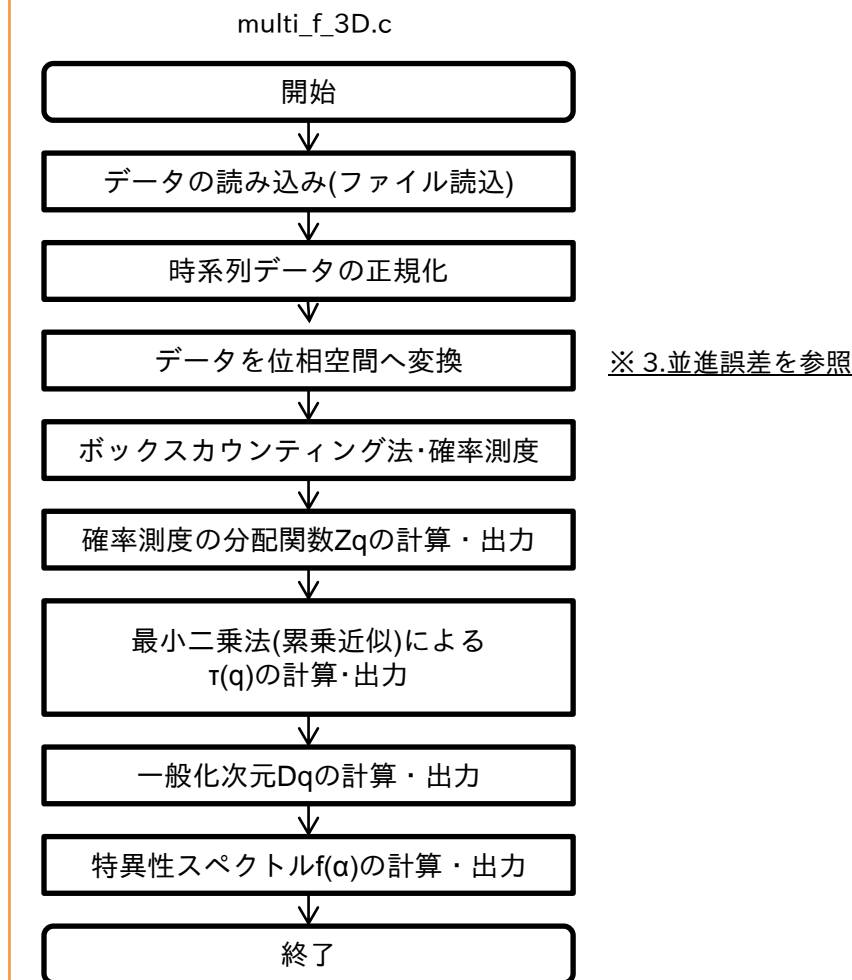 multi_f_3D.c
開始
データの読み込み(ファイル読込)
時系列データの正規化
データを位相空間へ変換
※ 3.並進誤差を参照
ボックスカウンティング法･確率測度
確率測度の分配関数Zqの計算・出力
最小二乗法(累乗近似)による
τ(q)の計算･出力
一般化次元Dqの計算・出力
特異性スペクトルf(α)の計算・出力
終了